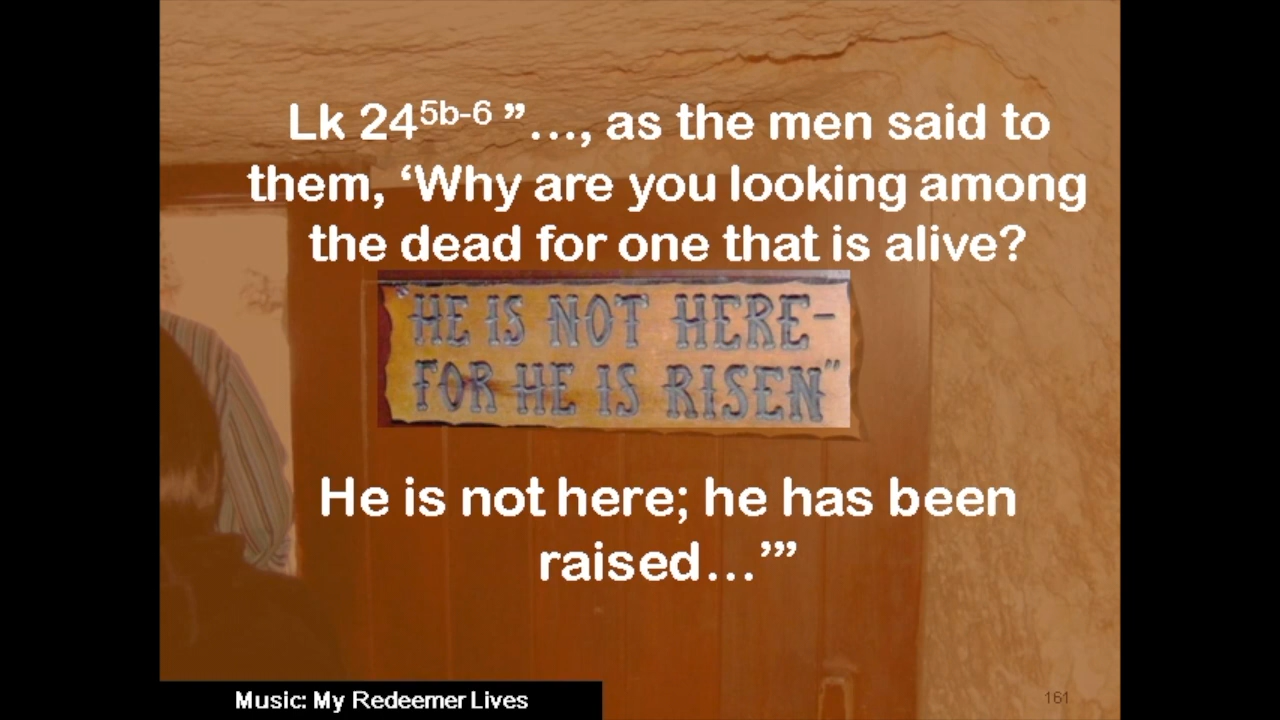 Lk 24⁵ᵇ⁻⁶ ”…, as the men said to
them, ‘Why are you looking among
the dead for one that is alive?
“HE IS NOT HERE–
FOR HE IS RISEN”
He is not here; he has been
raised…’”
Music: My Redeemer Lives
161